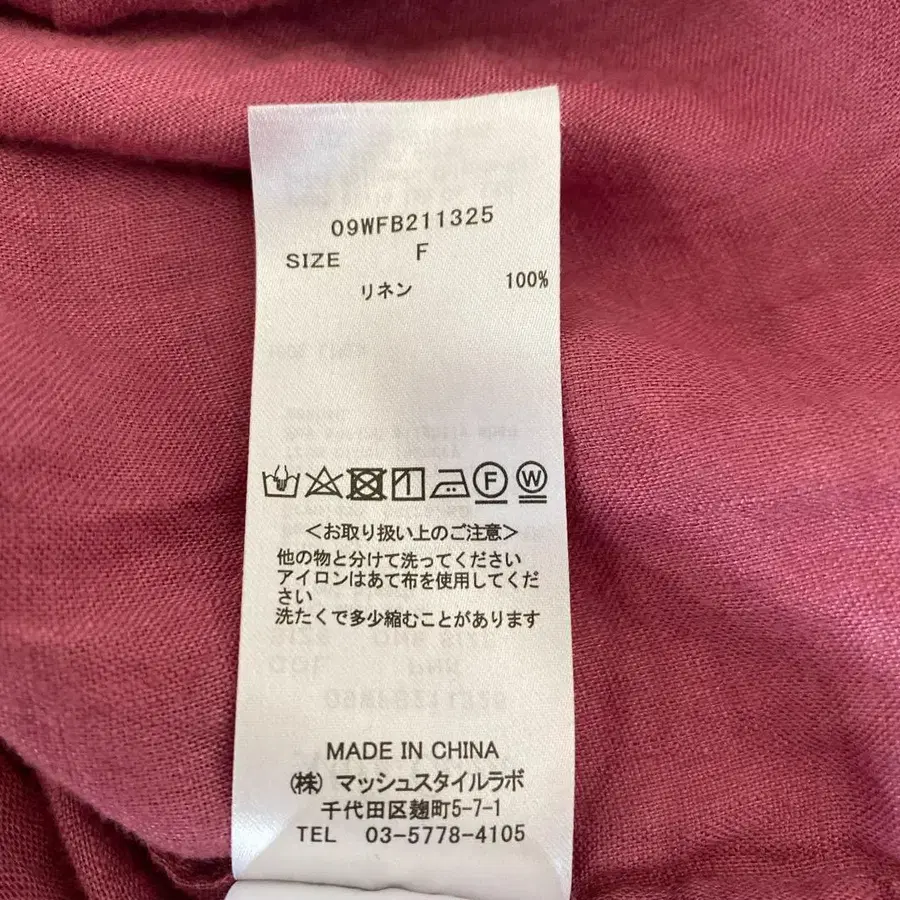 09WFB211325
SIZE F
リネン 100%
F W
<お取り扱い上のご注意>
他の物と分けて洗ってください
アイロンはあて布を使用してくだ
さい
洗たくで多少縮むことがあります
MADE IN CHINA
(株) マッシュスタイルラボ
千代田区麹町5-7-1
TEL 03-5778-4105